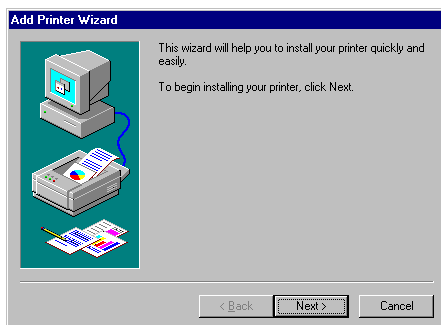 Add Printer Wizard
This wizard will help you to install your printer quickly and
easily.
To begin installing your printer, click Next.
< Back
Next >
Cancel